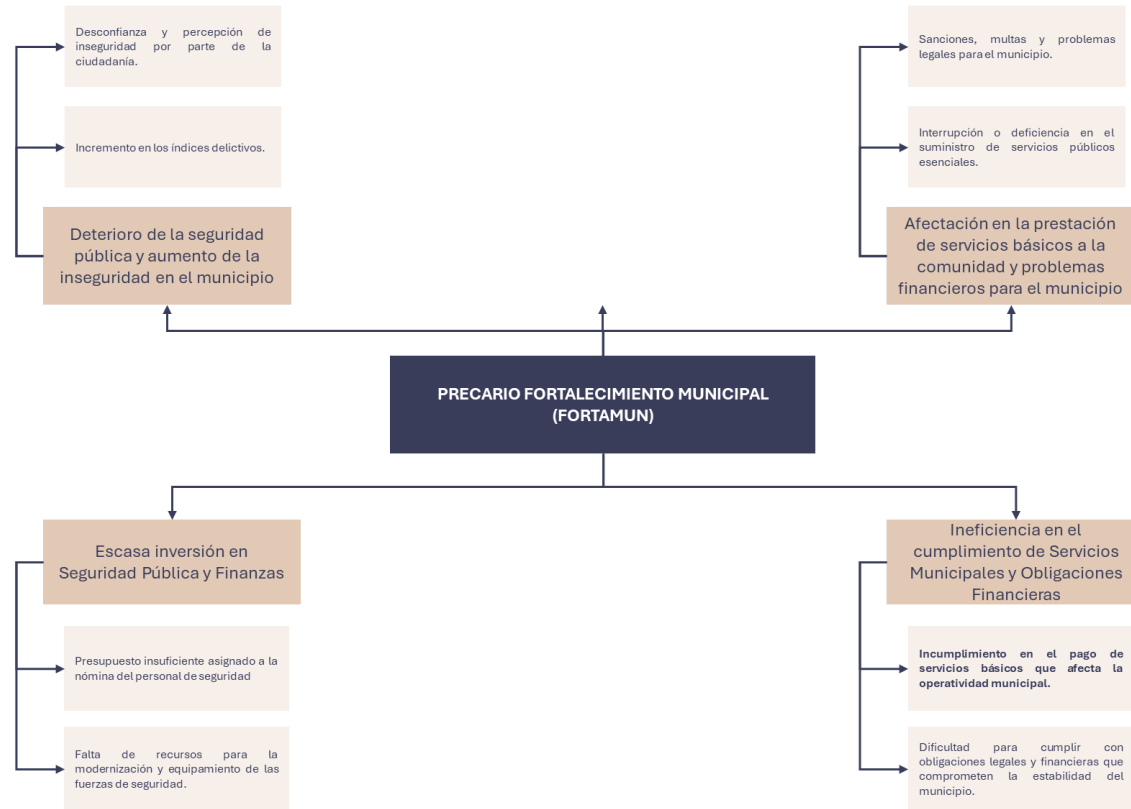 Desconfianza y percepción de
inseguridad por parte de la
ciudadanía.
Incremento en los índices delictivos.
Deterioro de la seguridad
pública y aumento de la
inseguridad en el municipio
Sanciones, multas y problemas
legales para el municipio.
Interrupción o deficiencia en el
suministro de servicios públicos
esenciales.
Afectación en la prestación
de servicios básicos a la
comunidad y problemas
financieros para el municipio
PRECARIO FORTALECIMIENTO MUNICIPAL
(FORTAMUN)
Escasa inversión en
Seguridad Pública y Finanzas
Presupuesto insuficiente asignado a la
nómina del personal de seguridad
Falta de recursos para la
modernización y equipamiento de las
fuerzas de seguridad.
Ineficiencia en el
cumplimiento de Servicios
Municipales y Obligaciones
Financieras
Incumplimiento en el pago de
servicios básicos que afecta la
operatividad municipal.
Dificultad para cumplir con
obligaciones legales y financieras que
comprometen la estabilidad del
municipio.